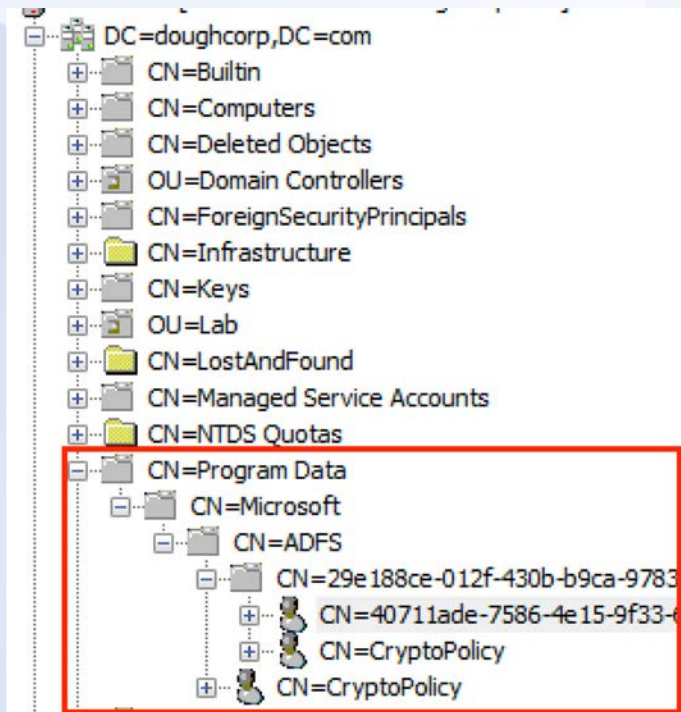 DC=doughcorp,DC=com
CN=Builtin
CN=Computers
CN=Deleted Objects
OU=Domain Controllers
CN=ForeignSecurityPrincipals
CN=Infrastructure
CN=Keys
OU=Lab
CN=LostAndFound
CN=Managed Service Accounts
CN=NTDS Quotas
CN=Program Data
CN=Microsoft
CN=ADFS
CN=29e188ce-012f-430b-b9ca-9783
CN=40711ade-7586-4e15-9f33-
CN=CryptoPolicy
CN=CryptoPolicy